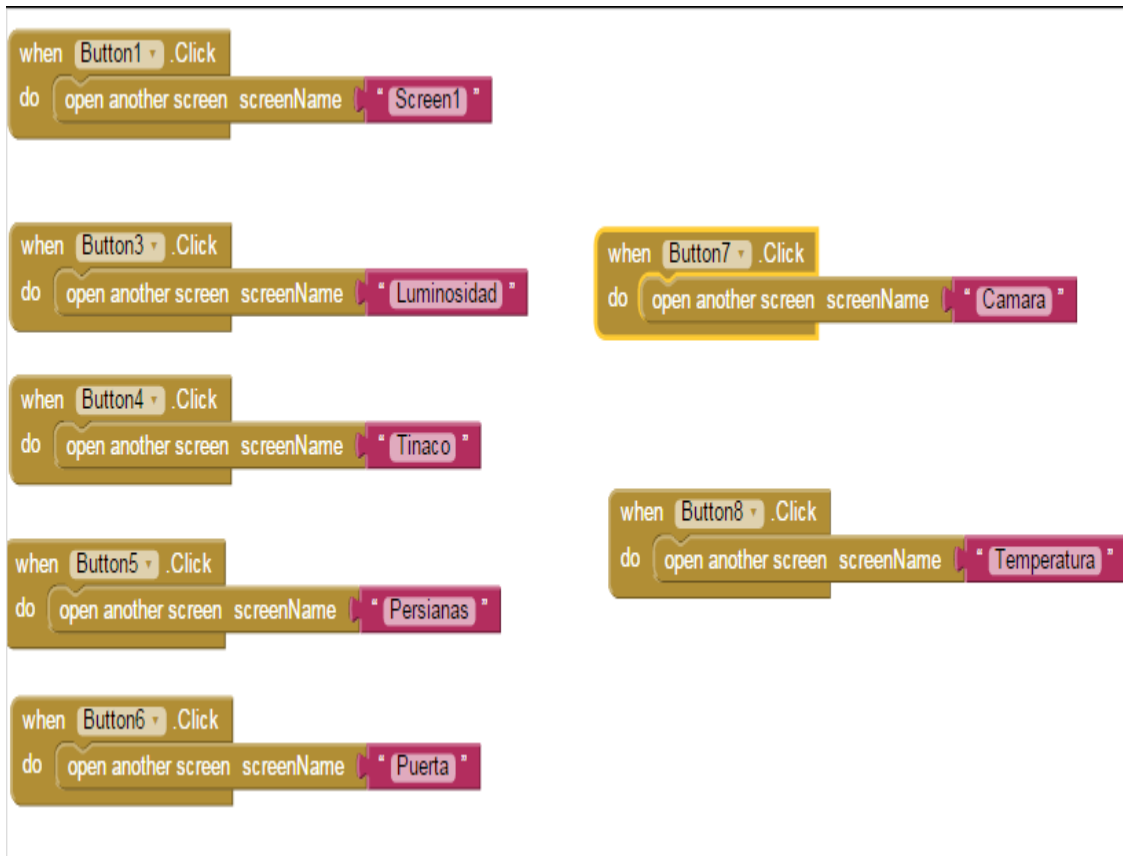 when Button1 .Click
do open another screen screenName " Screen1 "
when Button3 .Click
do open another screen screenName " Luminosidad "
when Button4 .Click
do open another screen screenName " Tinaco "
when Button5 .Click
do open another screen screenName " Persianas "
when Button6 .Click
do open another screen screenName " Puerta "
when Button7 .Click
do open another screen screenName " Camara "
when Button8 .Click
do open another screen screenName " Temperatura "